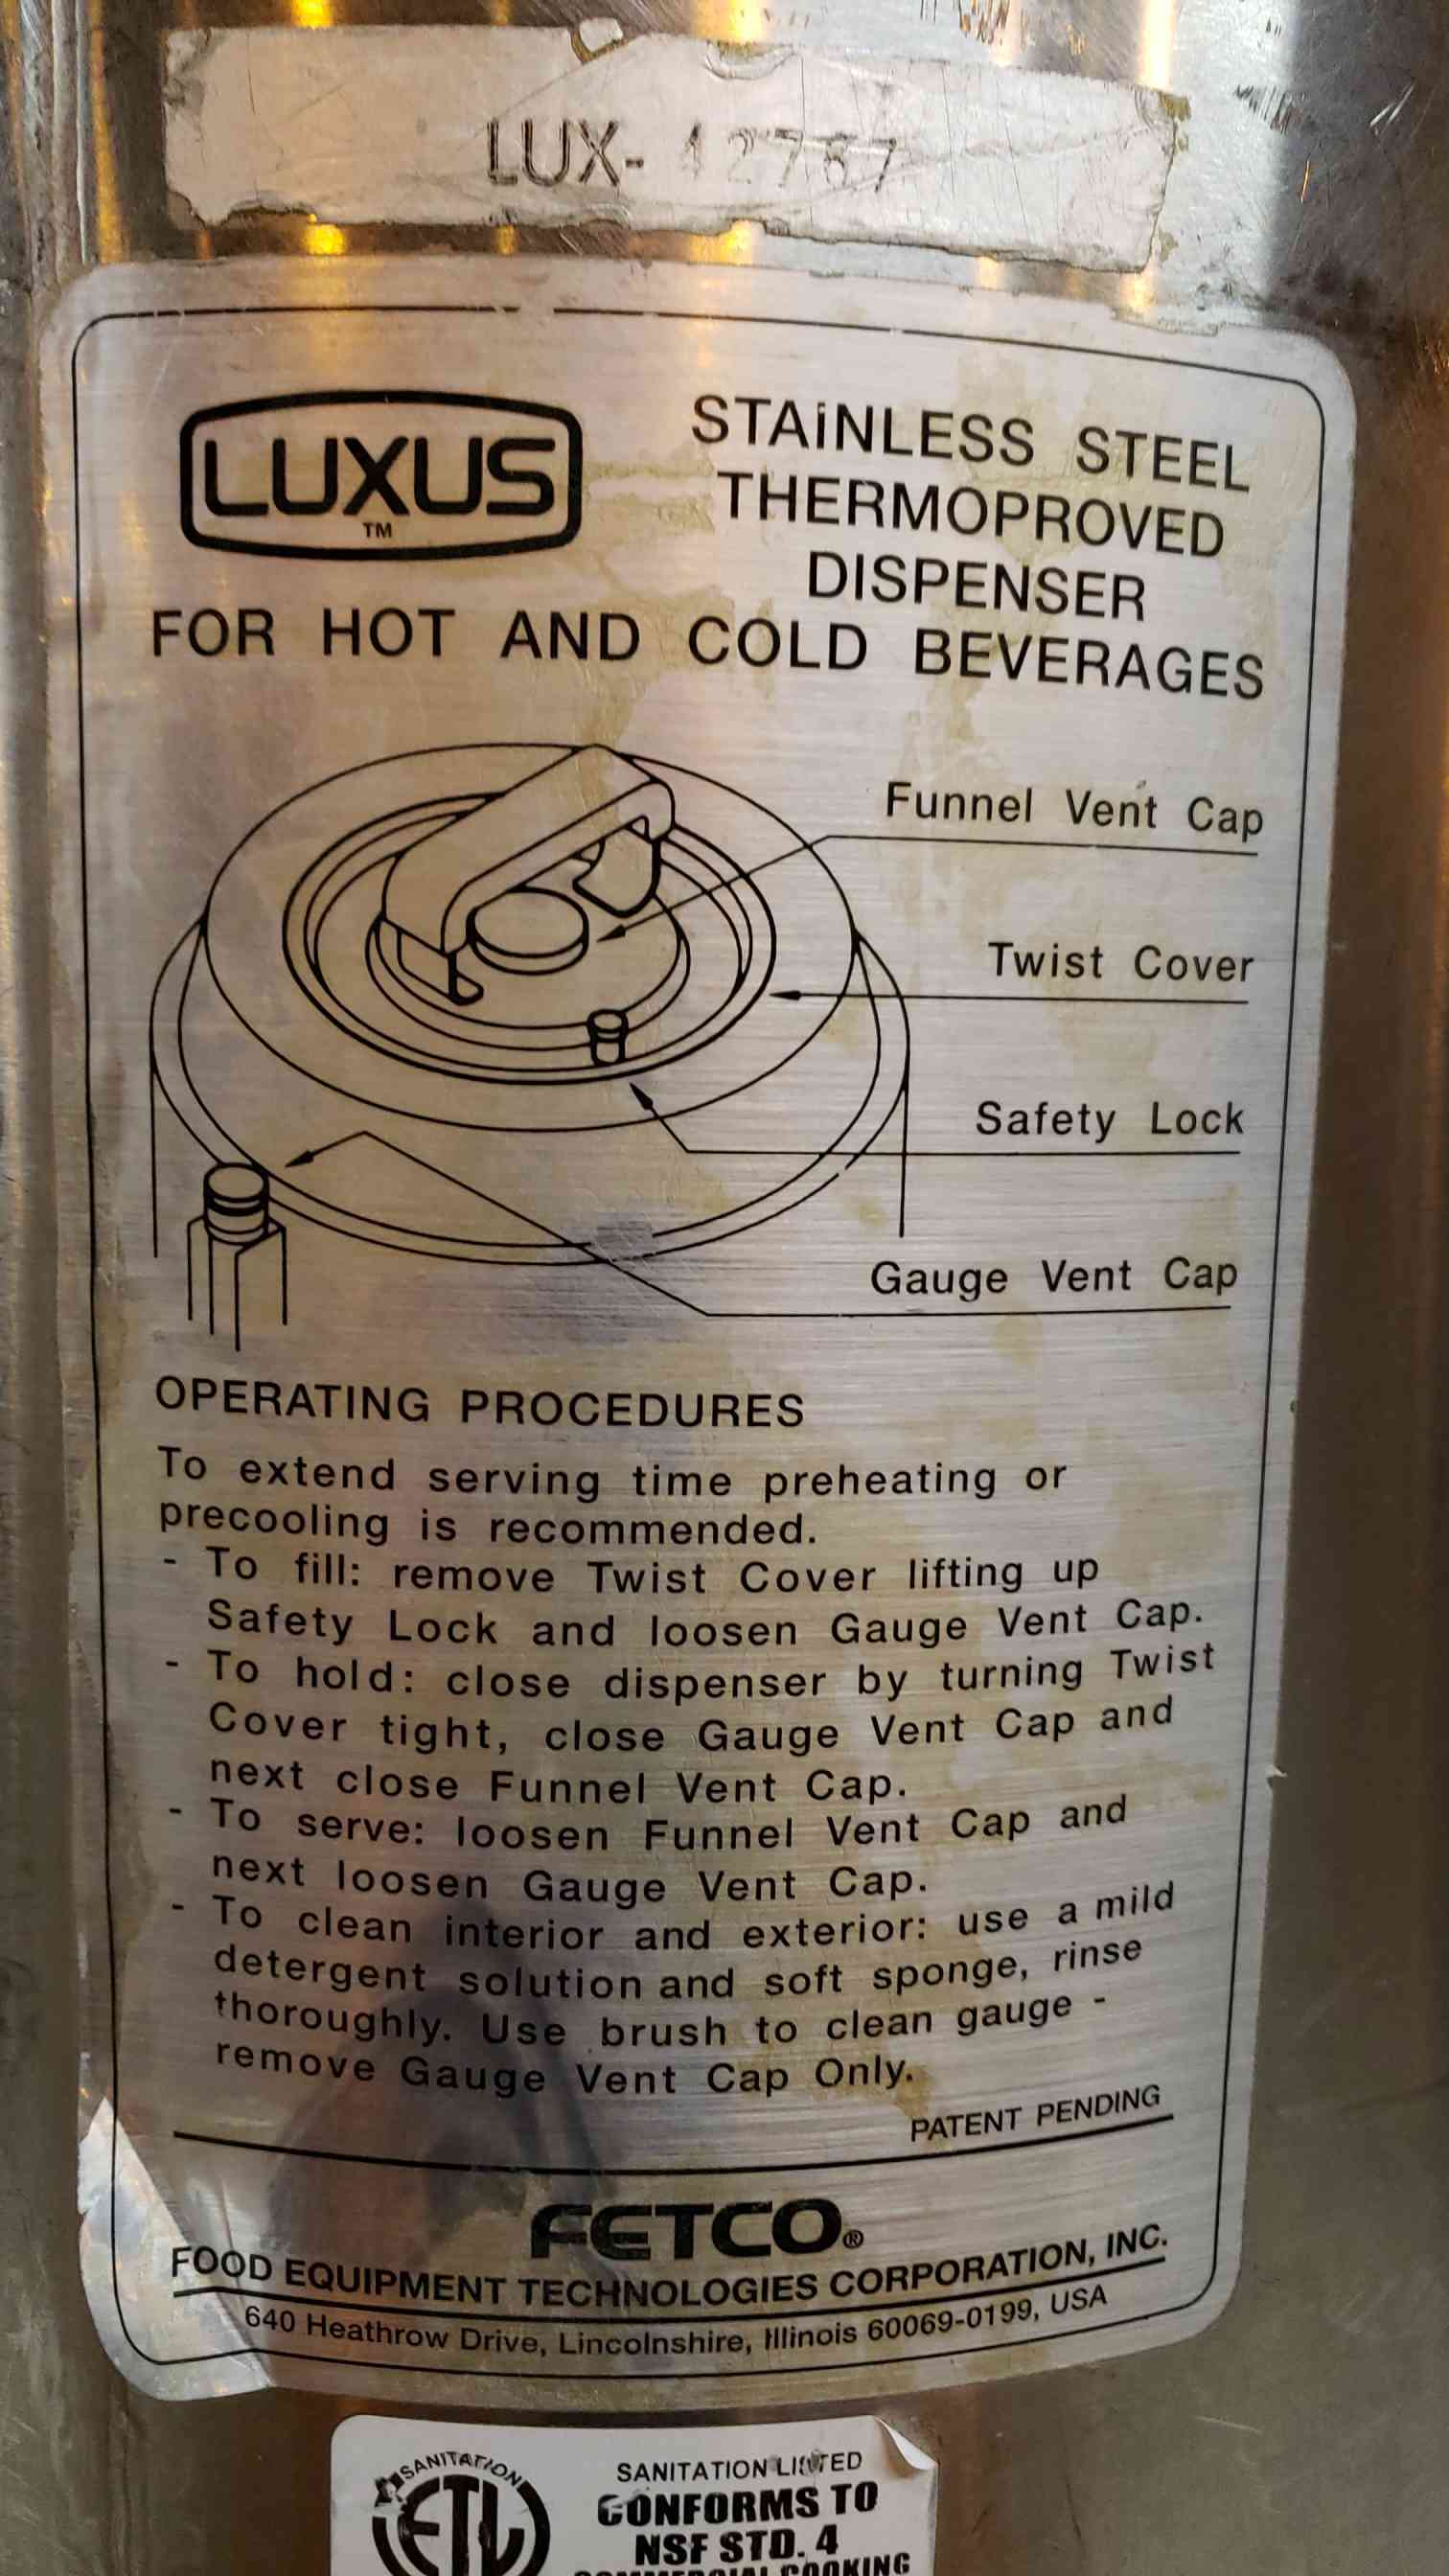 LUX- 12767
LUXUS
TM
STAINLESS STEEL
THERMOPROVED
DISPENSER
FOR HOT AND COLD BEVERAGES
Funnel Vent Cap
Twist Cover
Safety Lock
Gauge Vent Cap
OPERATING PROCEDURES
To extend serving time preheating or
precooling is recommended.
- To fill: remove Twist Cover lifting up
Safety Lock and loosen Gauge Vent Cap.
- To hold: close dispenser by turning Twist
Cover tight, close Gauge Vent Cap and
next close Funnel Vent Cap.
- To serve: loosen Funnel Vent Cap and
next loosen Gauge Vent Cap.
- To clean interior and exterior: use a mild
detergent solution and soft sponge, rinse
thoroughly. Use brush to clean gauge -
remove Gauge Vent Cap Only.
PATENT PENDING
FETCO®
FOOD EQUIPMENT TECHNOLOGIES CORPORATION, INC.
640 Heathrow Drive, Lincolnshire, Illinois 60069-0199, USA
SANITATION
ETL
SANITATION LISTED
CONFORMS TO
NSF STD. 4
COMMERCIAL COOKING